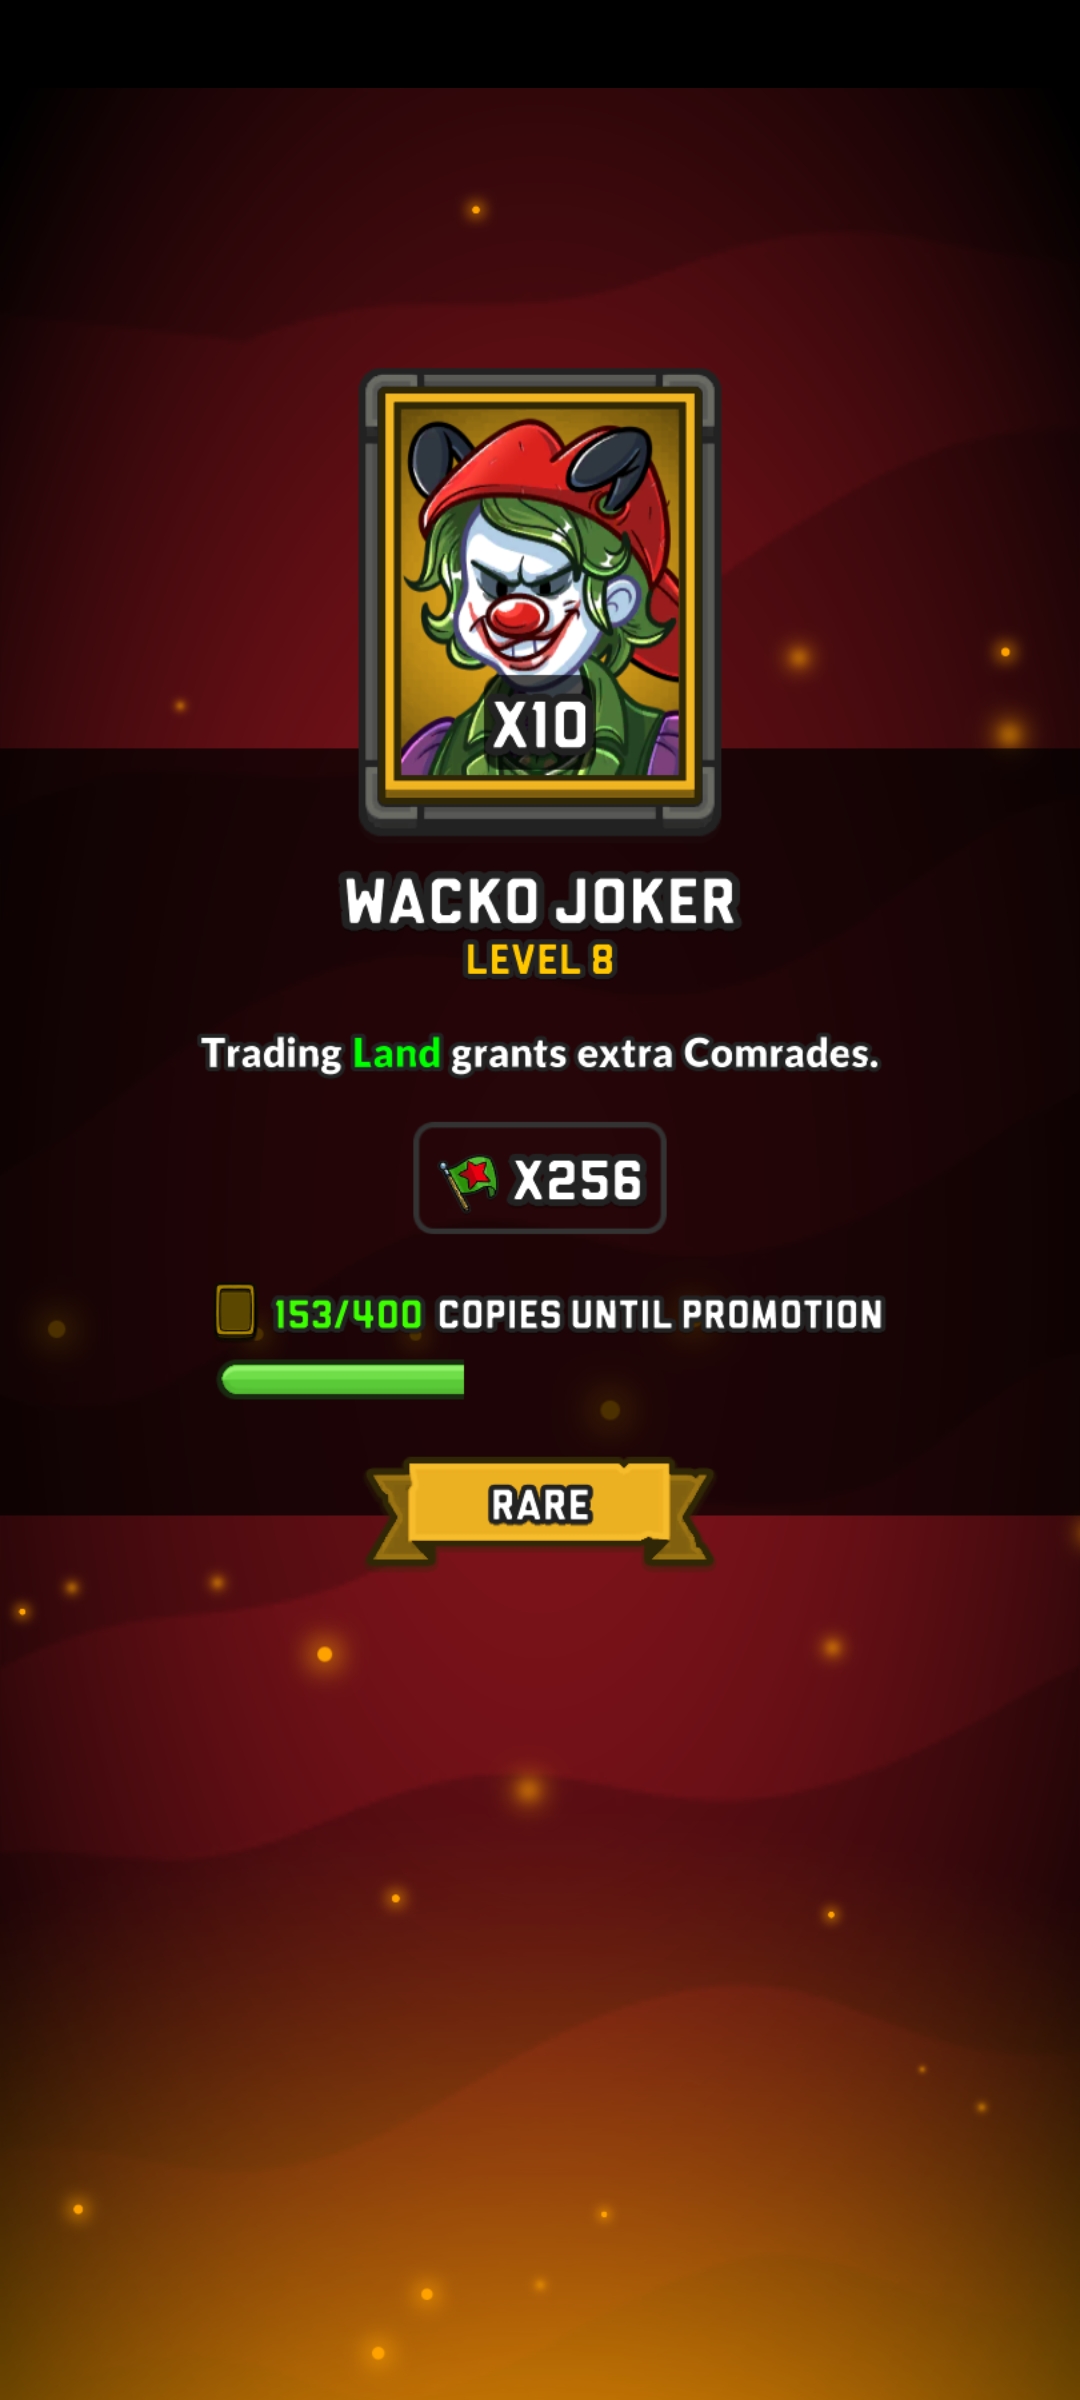 X10
WACKO JOKER
LEVEL 8
Trading Land grants extra Comrades.
X256
153/400 COPIES UNTIL PROMOTION
RARE